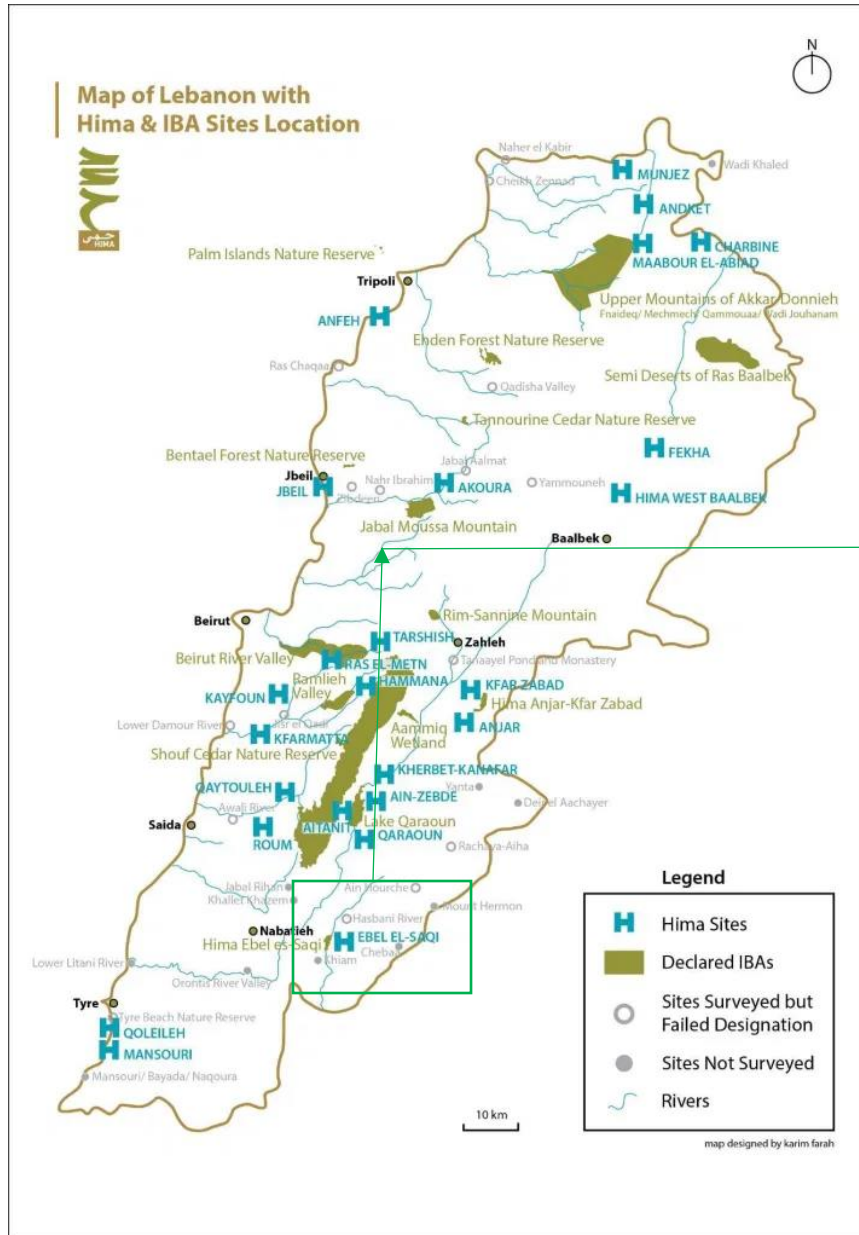 N
Map of Lebanon with
Hima & IBA Sites Location
حمى
HIMA
Naher el Kabir
Wadi Khaled
MUNJEZ
Cheikh Zennad
ANDKET
CHARBINE
MAABOUR EL-ABIAD
Palm Islands Nature Reserve
Tripoli
Upper Mountains of Akkar Donnieh
Fnaideq/ Mechmech/ Qammouaa/ Wadi Jouhanam
ANFEH
Ehden Forest Nature Reserve
Ras Chaqaa
Semi Deserts of Ras Baalbek
Qadisha Valley
Tannourine Cedar Nature Reserve
FEKHA
Bentael Forest Nature Reserve
Jabal Aalmat
Jbeil
Nahr Ibrahim
Yammouneh
JBEIL
AKOURA
HIMA WEST BAALBEK
Jabal Moussa Mountain
Baalbek
Rim-Sannine Mountain
Beirut
TARSHISH
Zahleh
Beirut River Valley
RAS EL-METN
Tanaayel Pond and Monastery
Ramlieh
Valley
HAMMANA
KAYFOUN
KFAR ZABAD
Hima Anjar-Kfar Zabad
Lower Damour River
Jisr el Qadi
Aammiq
Wetland
ANJAR
KFARMATTA
Shouf Cedar Nature Reserve
KHERBET-KANAFAR
QAYTOULEH
Yanta
AIN-ZEBDE
Deir el Aachayer
Awali River
AITANIT
Lake Qaraoun
Saida
ROUM
QARAOUN
Rachaya-Aiha
Jabal Rihan
Ain Hourche
Khallet Khazem
Mount Hermon
Hasbani River
Nabatieh
Hima Ebel es-Saqi
EBEL EL-SAQI
Chebaa
Lower Litani River
Khiam
Orontis River Valley
Tyre
Tyre Beach Nature Reserve
QOLEILEH
MANSOURI
Mansouri/ Bayada/ Naqoura
10 km
Legend
Hima Sites
Declared IBAs
Sites Surveyed but
Failed Designation
Sites Not Surveyed
Rivers
map designed by karim farah